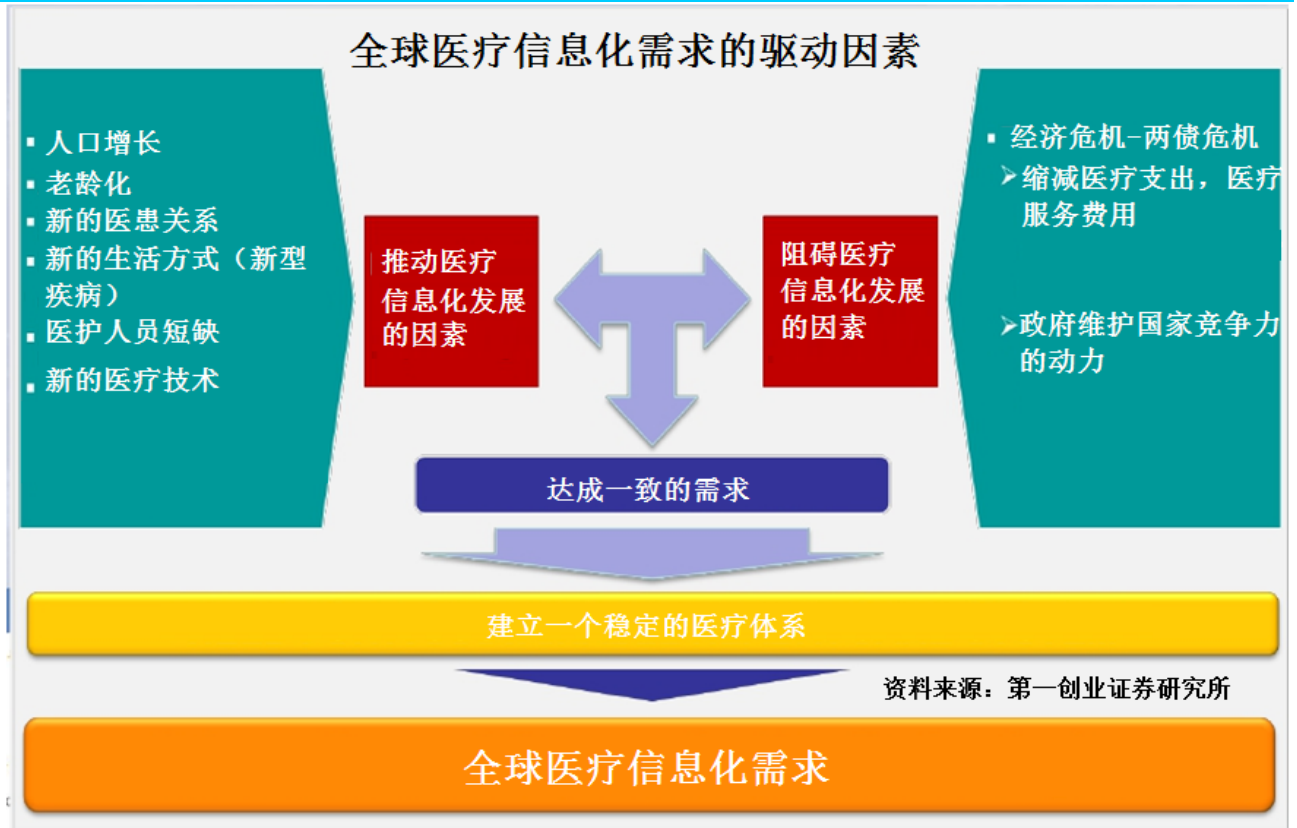 全球医疗信息化需求的驱动因素
▪ 人口增长
▪ 老龄化
▪ 新的医患关系
▪ 新的生活方式（新型
疾病）
▪ 医护人员短缺
▪ 新的医疗技术
推动医疗
信息化发展
的因素
阻碍医疗
信息化发展
的因素
▪ 经济危机-两债危机
➢缩减医疗支出，医疗
服务费用
➢政府维护国家竞争力
的动力
达成一致的需求
建立一个稳定的医疗体系
资料来源：第一创业证券研究所
全球医疗信息化需求